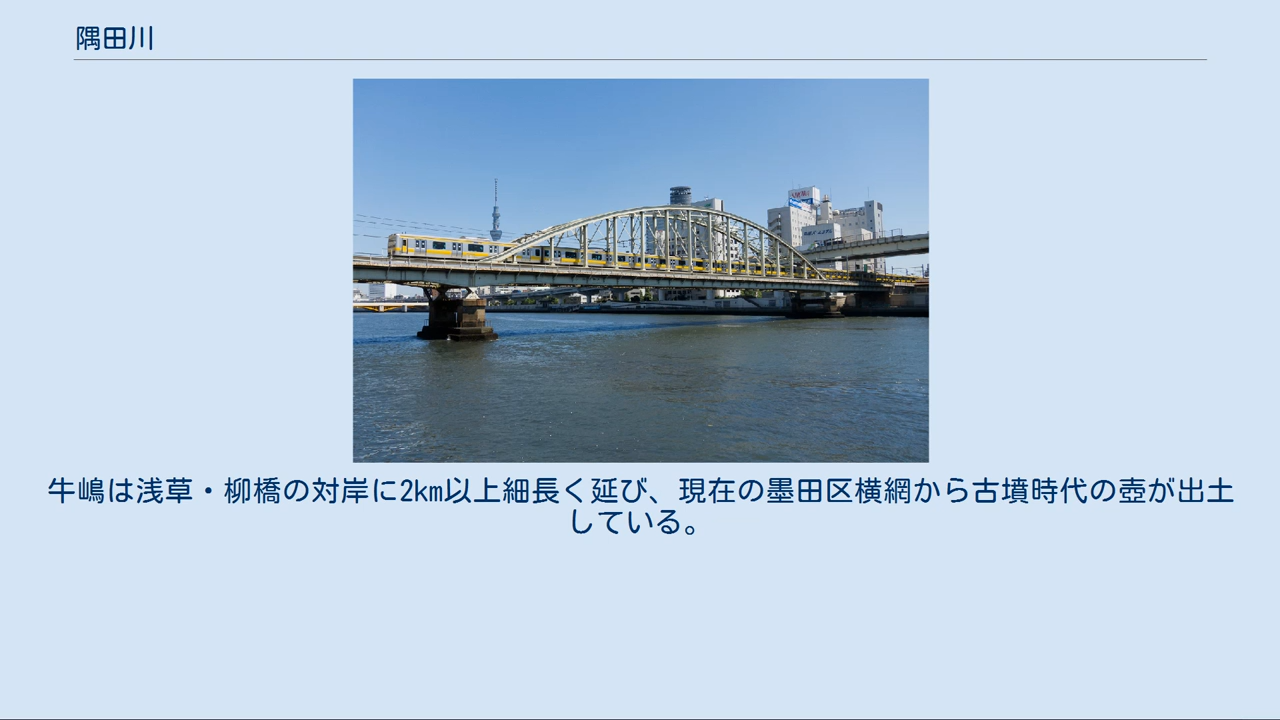 隅田川
牛嶋は浅草・柳橋の対岸に2km以上細長く延び、現在の墨田区横網から古墳時代の壺が出土
している。